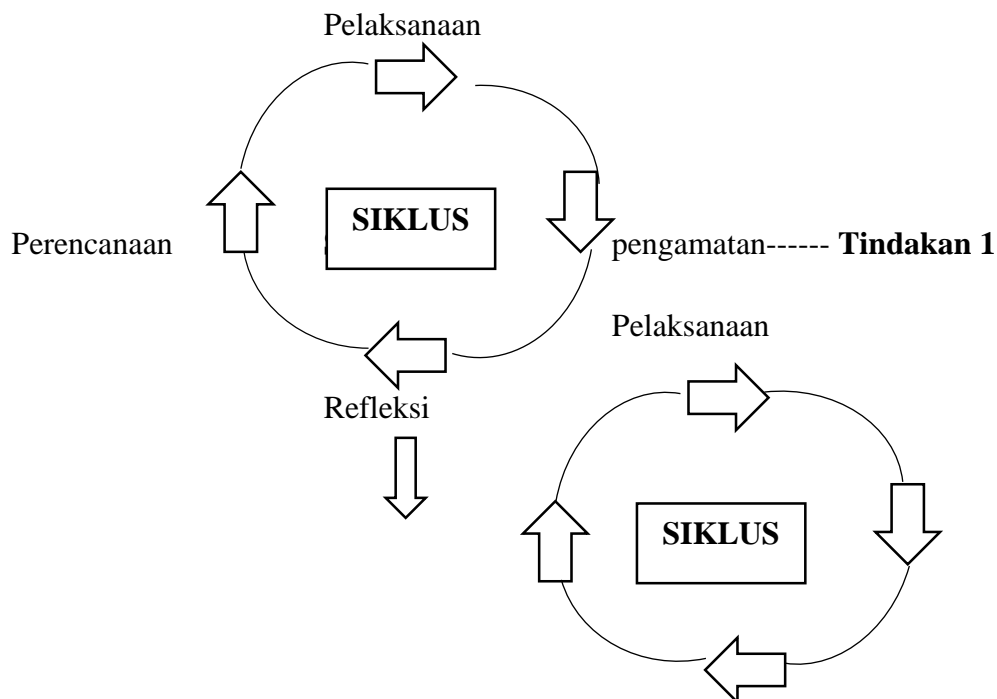 Pelaksanaan
SIKLUS
Perencanaan
pengamatan------ Tindakan 1
Pelaksanaan
Refleksi
SIKLUS